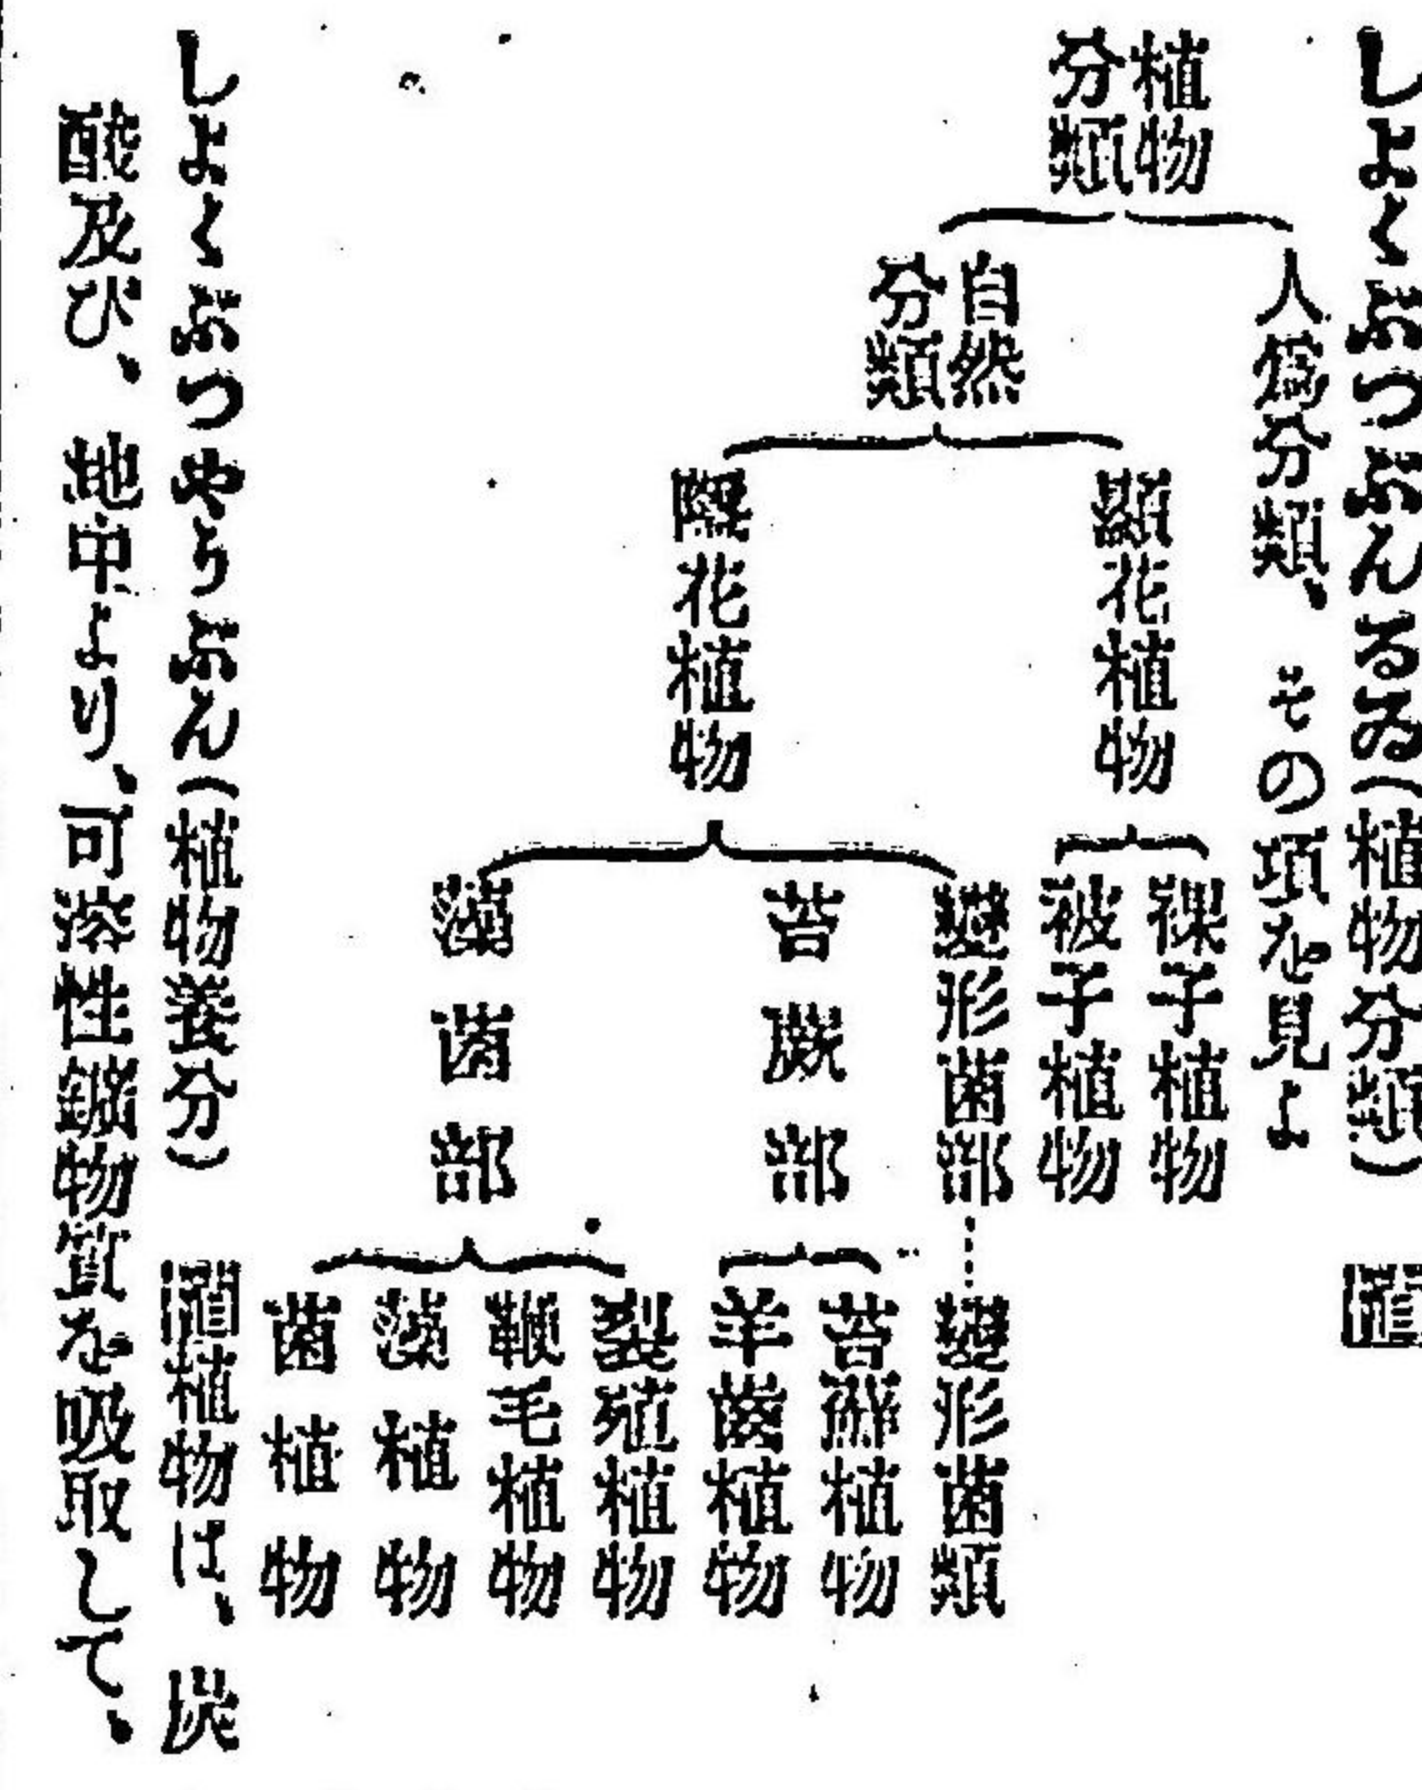 しよくぶつぶんるゐ(植物分類) 植
植物
分類
人爲分類、その項を見よ
自然
分類
顯花植物
裸子植物
被子植物
隱花植物
變形菌部
變形菌類
苔蕨部
苔蘚植物
羊齒植物
藻菌部
裂殖植物
鞭毛植物
藻植物
菌植物
しよくぶつやうぶん(植物養分) 植植物は、炭
酸及び、地中より、可溶性鑛物質を吸取して、